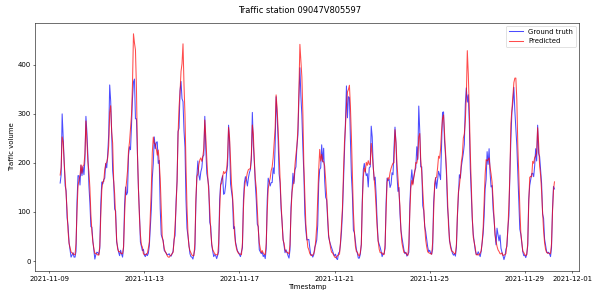 Traffic station 09047V805597
Ground truth
Predicted
Traffic volume
400
300
200
100
0
2021-11-09 2021-11-13 2021-11-17 2021-11-21 2021-11-25 2021-11-29 2021-12-01
Timestamp